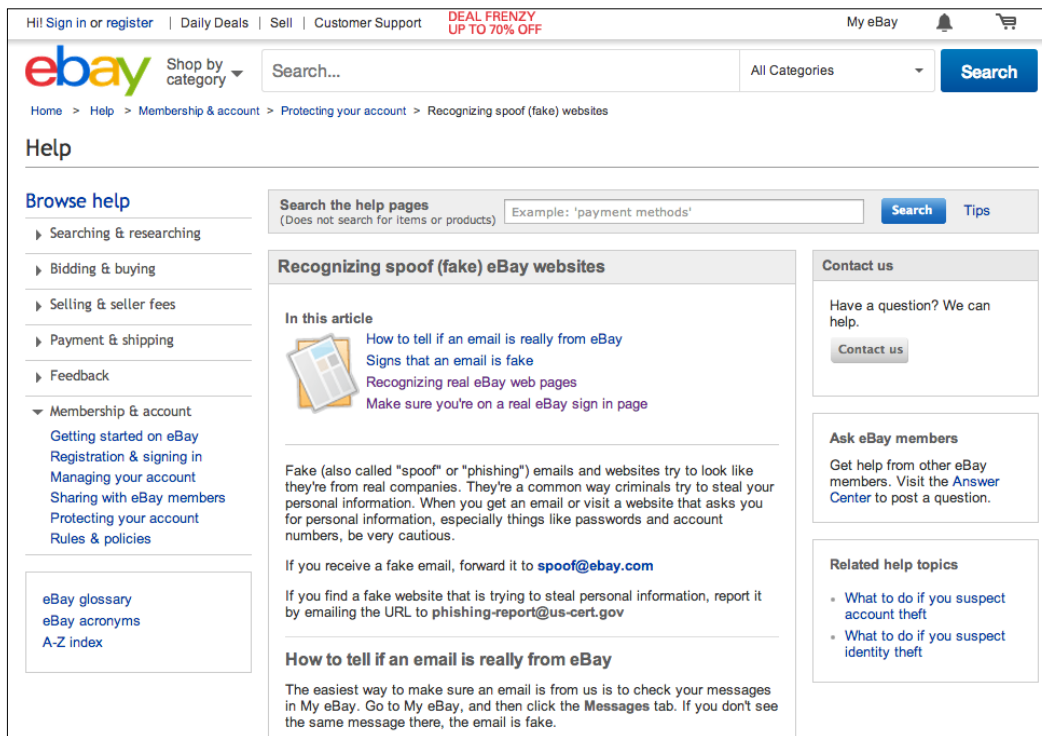 Hi! Sign in or register | Daily Deals | Sell | Customer Support
DEAL FRENZY
UP TO 70% OFF
My eBay
ebay
Shop by
category
Search...
All Categories
Search
Home > Help > Membership & account > Protecting your account > Recognizing spoof (fake) websites
Help
Browse help
Searching & researching
Bidding & buying
Selling & seller fees
Payment & shipping
Feedback
Membership & account
Getting started on eBay
Registration & signing in
Managing your account
Sharing with eBay members
Protecting your account
Rules & policies
eBay glossary
eBay acronyms
A-Z index
Search the help pages
(Does not search for items or products)
Example: 'payment methods'
Search
Tips
Recognizing spoof (fake) eBay websites
In this article
How to tell if an email is really from eBay
Signs that an email is fake
Recognizing real eBay web pages
Make sure you're on a real eBay sign in page
Fake (also called "spoof" or "phishing") emails and websites try to look like
they're from real companies. They're a common way criminals try to steal your
personal information. When you get an email or visit a website that asks you
for personal information, especially things like passwords and account
numbers, be very cautious.
If you receive a fake email, forward it to spoof@ebay.com
If you find a fake website that is trying to steal personal information, report it
by emailing the URL to phishing-report@us-cert.gov
How to tell if an email is really from eBay
The easiest way to make sure an email is from us is to check your messages
in My eBay. Go to My eBay, and then click the Messages tab. If you don't see
the same message there, the email is fake.
Contact us
Have a question? We can
help.
Contact us
Ask eBay members
Get help from other eBay
members. Visit the Answer
Center to post a question.
Related help topics
What to do if you suspect
account theft
What to do if you suspect
identity theft